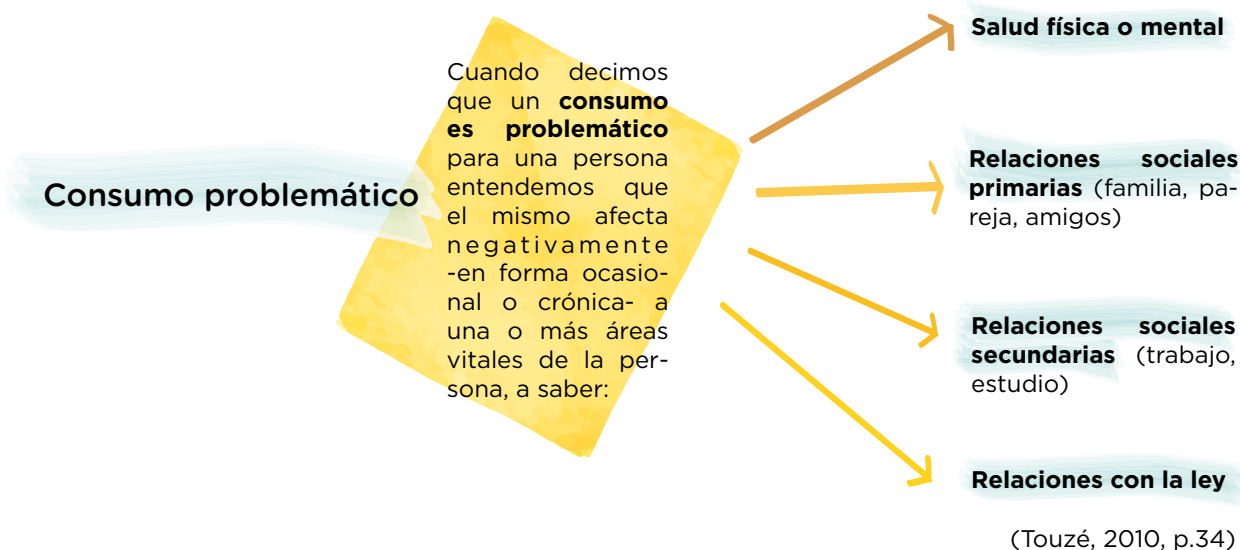 Consumo problemático
Cuando decimos
que un consumo
es problemático
para una persona
entendemos que
el mismo afecta
negativamente
-en forma ocasio-
nal o crónica- a
una o más áreas
vitales de la per-
sona, a saber:
Salud física o mental
Relaciones sociales
primarias (familia, pa-
reja, amigos)
Relaciones sociales
secundarias (trabajo,
estudio)
Relaciones con la ley
(Touzé, 2010, p.34)